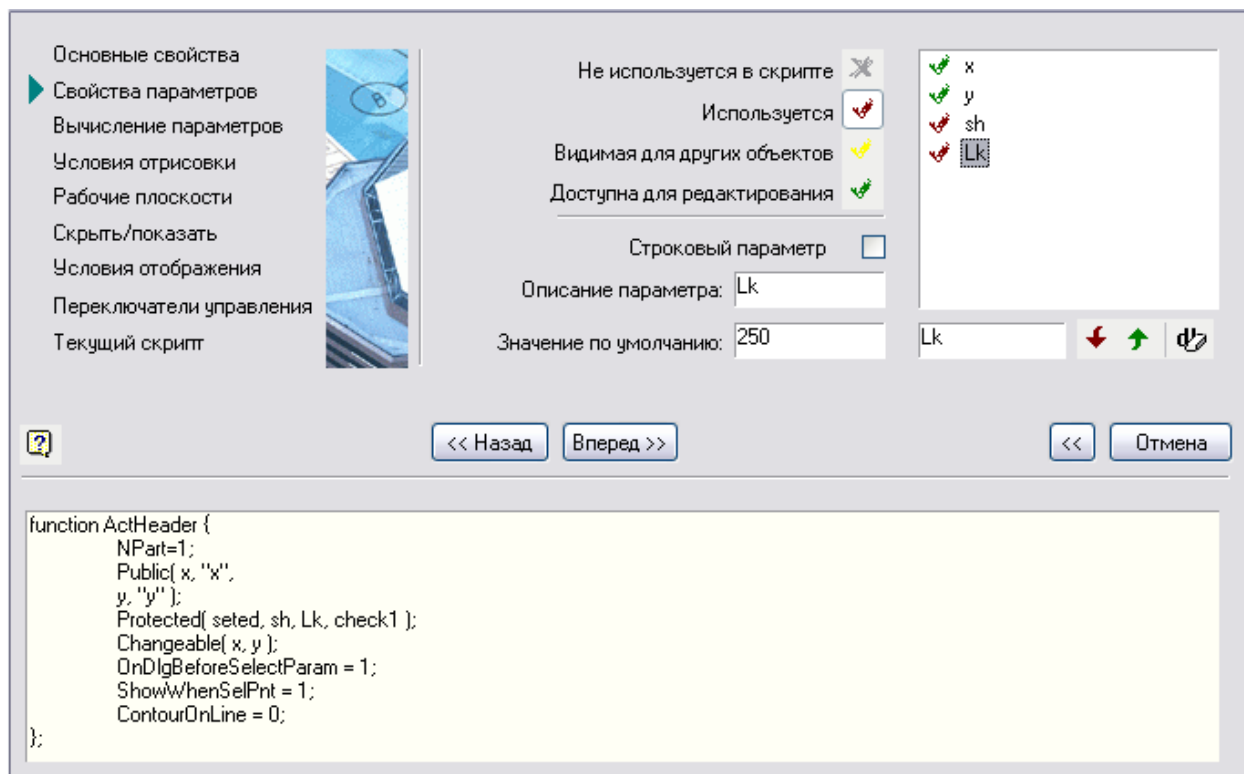 Основные свойства
Свойства параметров
Вычисление параметров
Условия отрисовки
Рабочие плоскости
Скрыть/показать
Условия отображения
Переключатели управления
Текущий скрипт
B
Не используется в скрипте
Используется
Видимая для других объектов
Доступна для редактирования
Строковый параметр
Описание параметра: Lk
Значение по умолчанию: 250
x
y
sh
Lk
Lk
<< Назад Вперед >> << Отмена
function ActHeader {
NPart=1;
Public( x, "x",
y, "y" );
Protected( seted, sh, Lk, check1 );
Changeable( x, y );
OnDlgBeforeSelectParam = 1;
ShowWhenSelPnt = 1;
ContourOnLine = 0;
};